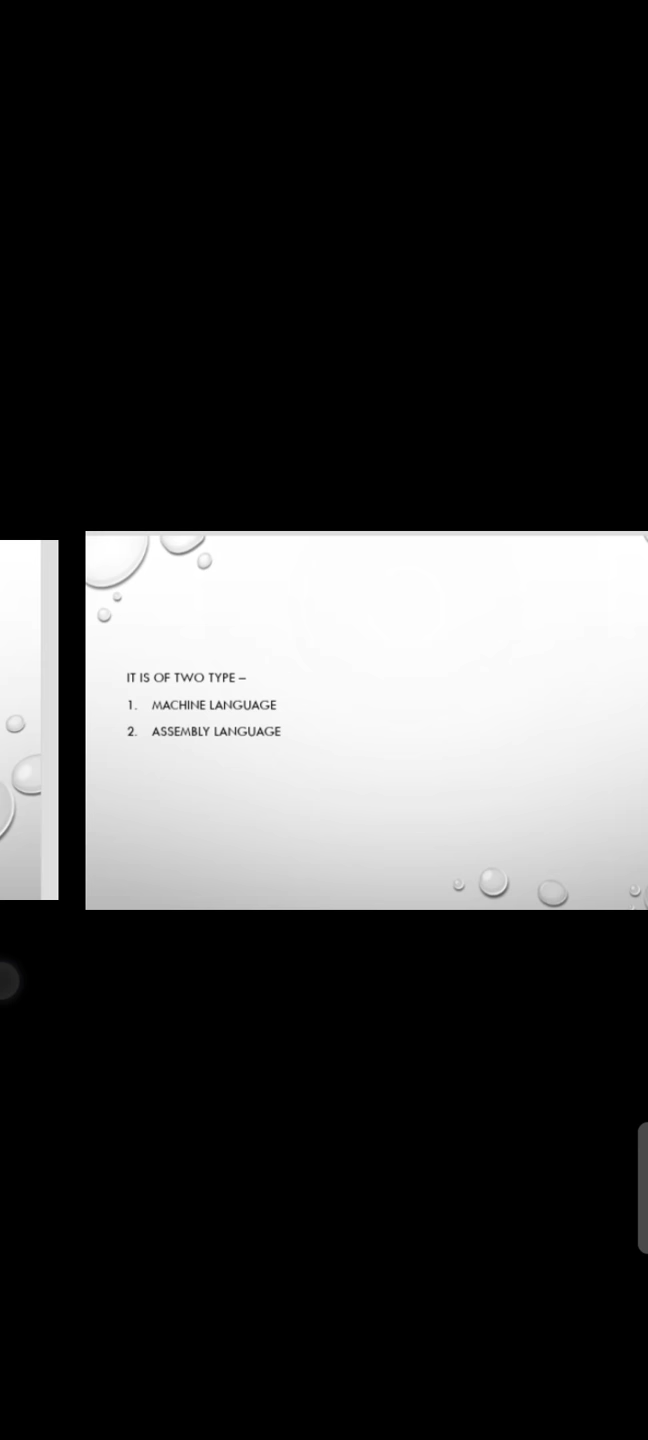 IT IS OF TWO TYPE –
1. MACHINE LANGUAGE
2. ASSEMBLY LANGUAGE